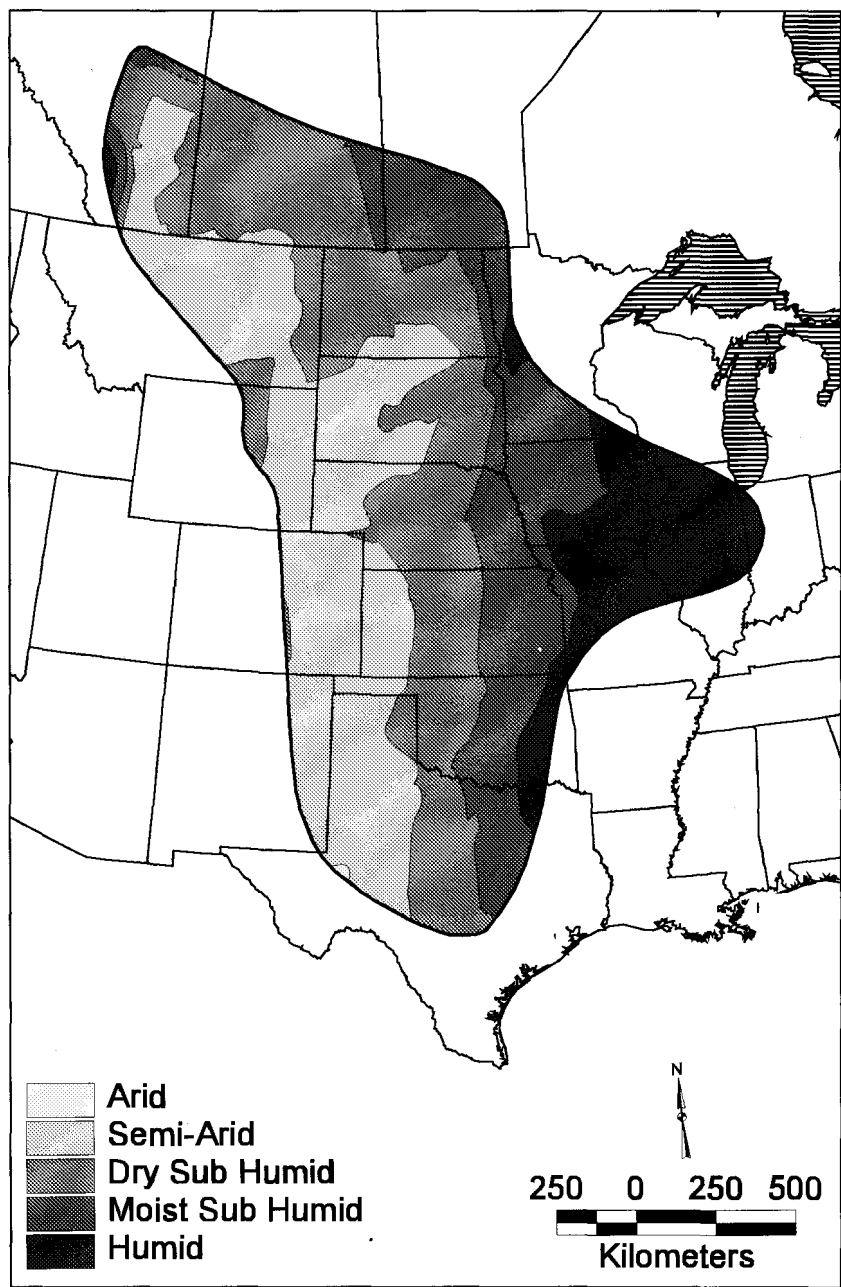 N
Arid
Semi-Arid
Dry Sub Humid
Moist Sub Humid
Humid
250 0 250 500
Kilometers